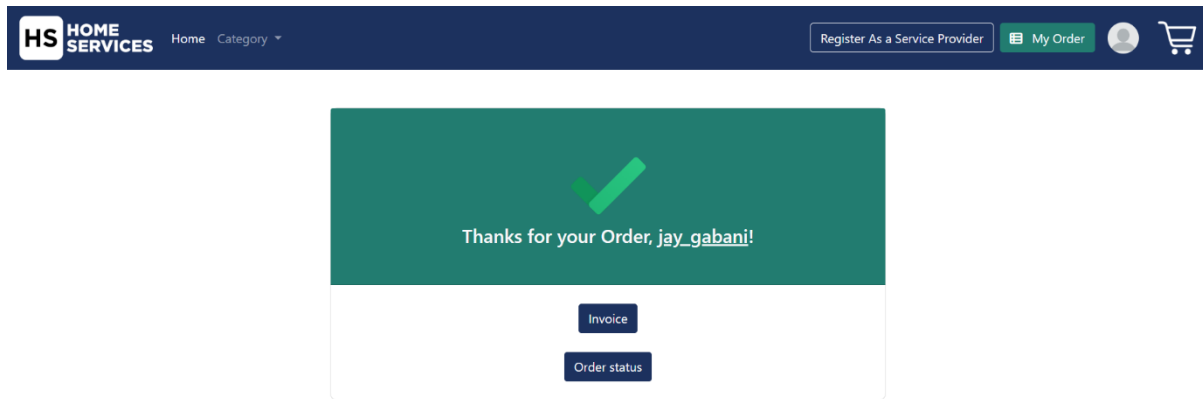 HS HOME SERVICES Home Category Register As a Service Provider My Order
Thanks for your Order, jay_gabani!
Invoice
Order status